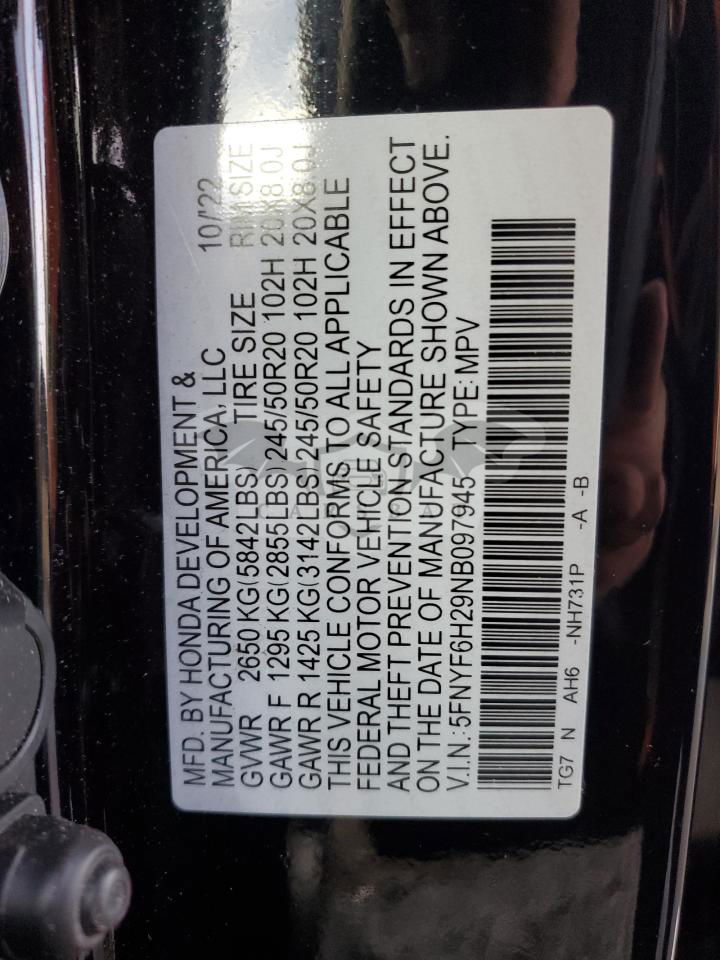 MFD. BY HONDA DEVELOPMENT &
MANUFACTURING OF AMERICA, LLC 10/'22
GVWR 2650 KG(5842LBS) TIRE SIZE RIM SIZE
GAWR F 1295 KG(2855LBS) 245/50R20 102H 20X8.0J
GAWR R 1425 KG(3142LBS) 245/50R20 102H 20X8.0J
THIS VEHICLE CONFORMS TO ALL APPLICABLE
FEDERAL MOTOR VEHICLE SAFETY
AND THEFT PREVENTION STANDARDS IN EFFECT
ON THE DATE OF MANUFACTURE SHOWN ABOVE.
V.I.N.: 5FNYF6H29NB097945 TYPE: MPV
TG7 N AH6 -NH731P -A -B